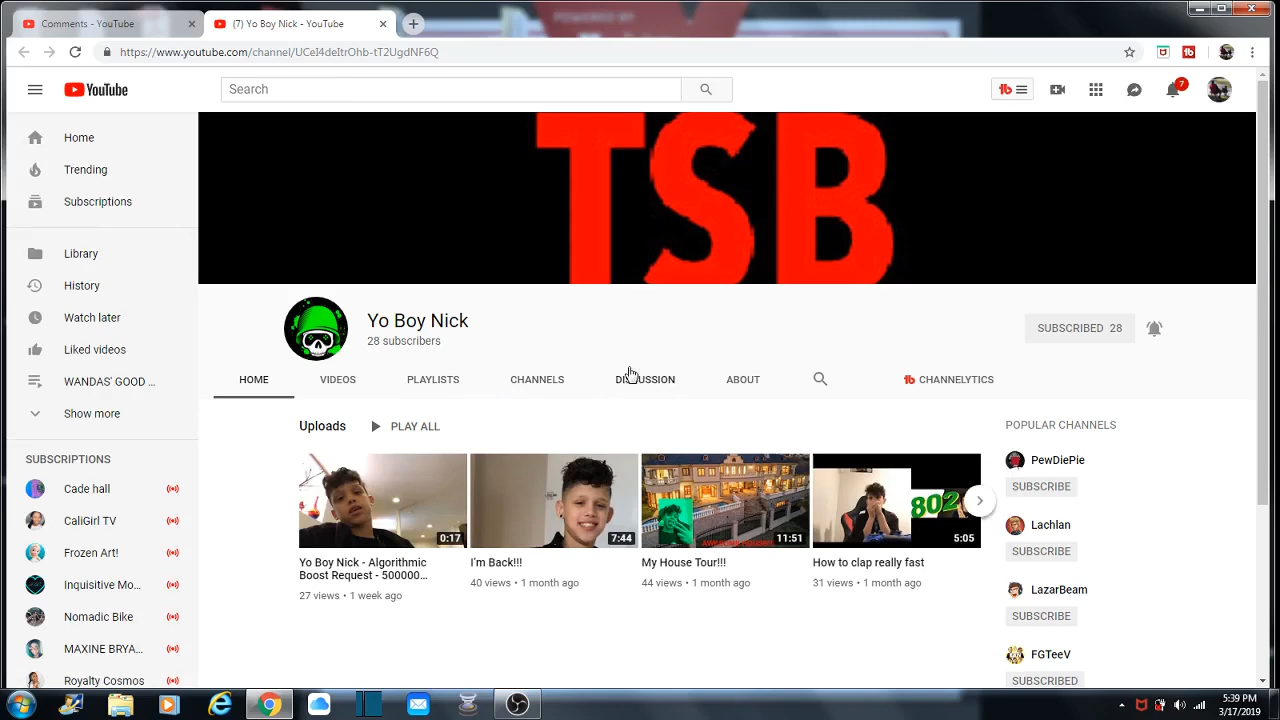 POWERED BY
Comments - YouTube
(7) Yo Boy Nick - YouTube
https://www.youtube.com/channel/UCeI4deItrOhb-tT2UgdNF6Q
YouTube
Search
tb
7
Home
Trending
Subscriptions
Library
History
Watch later
Liked videos
WANDAS' GOOD ...
Show more
SUBSCRIPTIONS
Cade hall
CaliGirl TV
Frozen Art!
Inquisitive Mo...
Nomadic Bike
MAXINE BRYA...
Royalty Cosmos
TSB
Yo Boy Nick
28 subscribers
SUBSCRIBED 28
HOME
VIDEOS
PLAYLISTS
CHANNELS
DISCUSSION
ABOUT
tb CHANNELYTICS
Uploads
PLAY ALL
0:17
Yo Boy Nick - Algorithmic
Boost Request - 500000...
27 views • 1 week ago
7:44
I'm Back!!!
40 views • 1 month ago
11:51
My House Tour!!!
44 views • 1 month ago
802
5:05
How to clap really fast
31 views • 1 month ago
POPULAR CHANNELS
PewDiePie
SUBSCRIBE
Lachlan
SUBSCRIBE
LazarBeam
SUBSCRIBE
FGTeeV
SUBSCRIBED
5:39 PM
3/17/2019